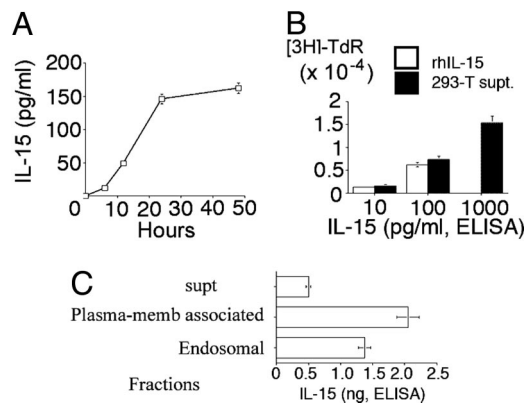 A
IL-15 (pg/ml)
200
150
100
50
0 10 20 30 40 50
Hours
B
[3H]-TdR
(x 10-4)
rhIL-15
293-T supt.
2
1.5
1
0.5
0
10 100 1000
IL-15 (pg/ml, ELISA)
C
supt
Plasma-memb associated
Endosomal
Fractions
0 0.5 1.0 1.5 2.0 2.5
IL-15 (ng, ELISA)